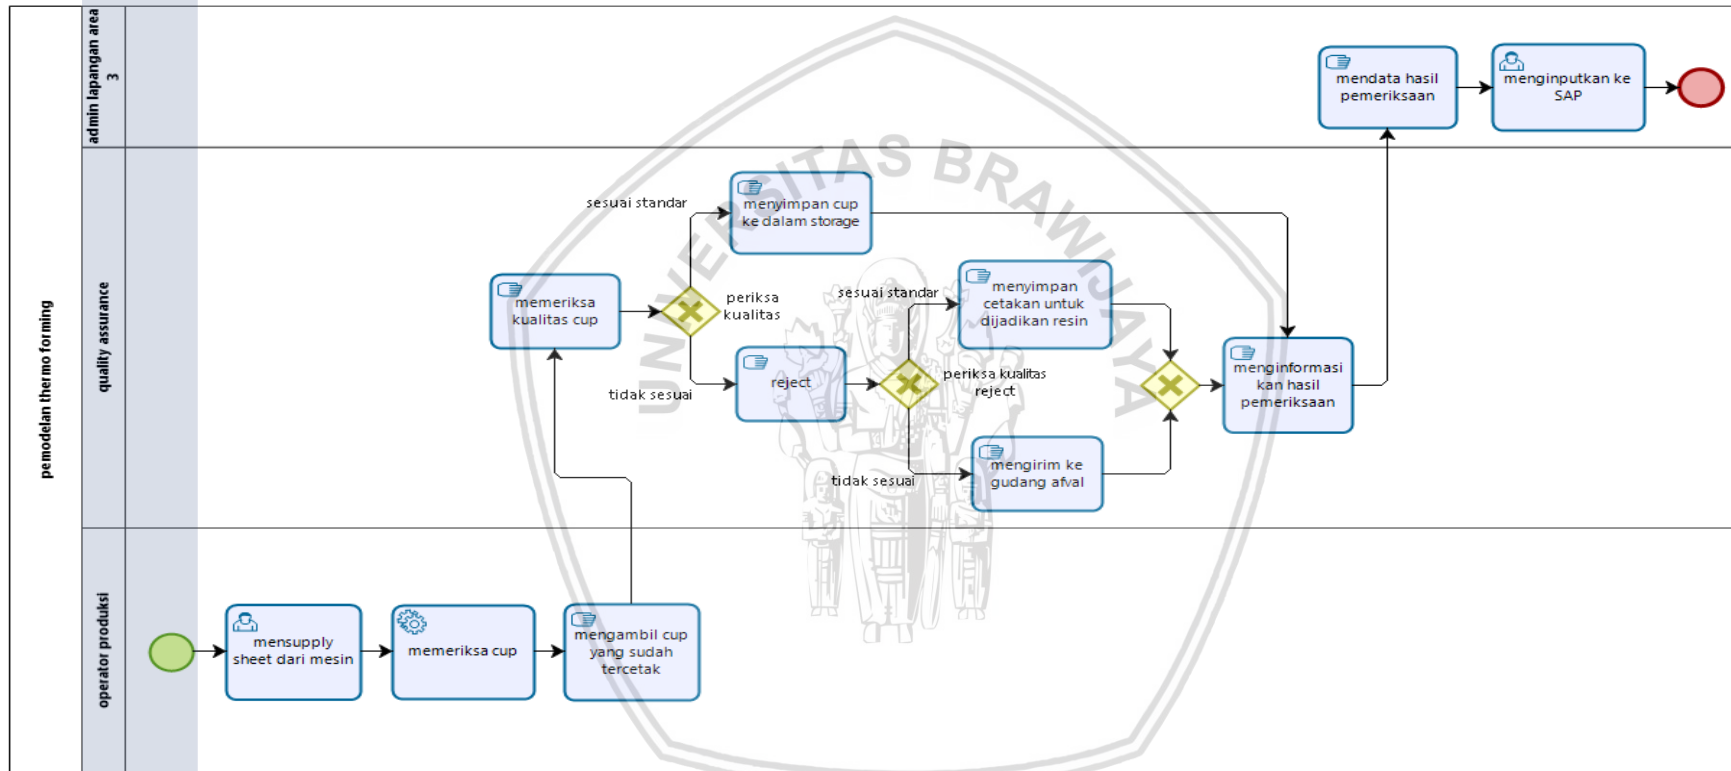 pemodelan thermo forming
admin lapangan area
3
mendata hasil
pemeriksaan
menginputkan ke
SAP
quality assurance
UNIVERSITAS BRAWIJAYA
sesuai standar
menyimpan cup
ke dalam storage
memeriksa
kualitas cup
periksa
kualitas
tidak sesuai
reject
sesuai standar
menyimpan
cetakan untuk
dijadikan resin
periksa kualitas
reject
tidak sesuai
mengirim ke
gudang afval
menginformasi
kan hasil
pemeriksaan
operator produksi
mensupply
sheet dari mesin
memeriksa cup
mengambil cup
yang sudah
tercetak